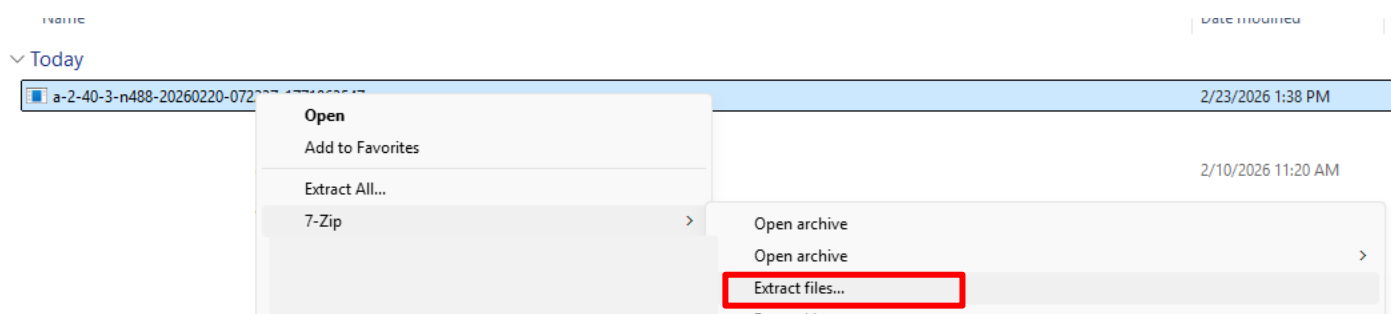 Name Date modified
Today
a-2-40-3-n488-20260220-072 2/23/2026 1:38 PM
Open
Add to Favorites
2/10/2026 11:20 AM
Extract All...
7-Zip
Open archive
Open archive
Extract files...